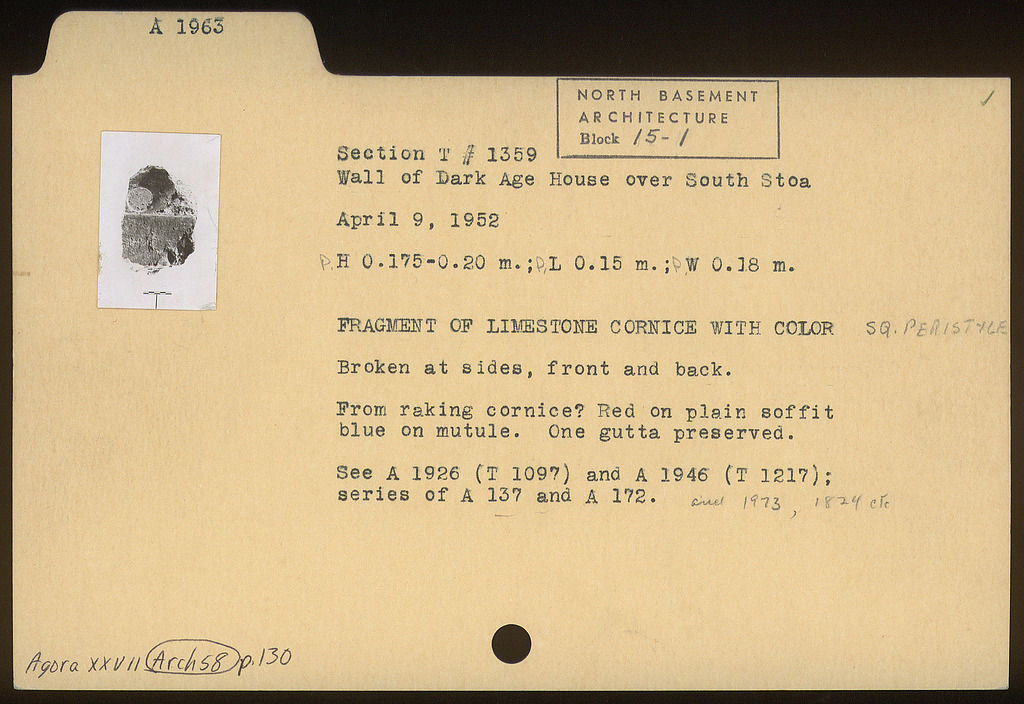 A 1963
NORTH BASEMENT
ARCHITECTURE
Block 15-1
Section T # 1359
Wall of Dark Age House over South Stoa
April 9, 1952
P.H 0.175-0.20 m.; P.L 0.15 m.; P.W 0.18 m.
FRAGMENT OF LIMESTONE CORNICE WITH COLOR SQ. PERISTYLE
Broken at sides, front and back.
From raking cornice? Red on plain soffit
blue on mutule. One gutta preserved.
See A 1926 (T 1097) and A 1946 (T 1217);
series of A 137 and A 172. and 1973, 1874 etc
Agora XXVII Arch 58 p.130